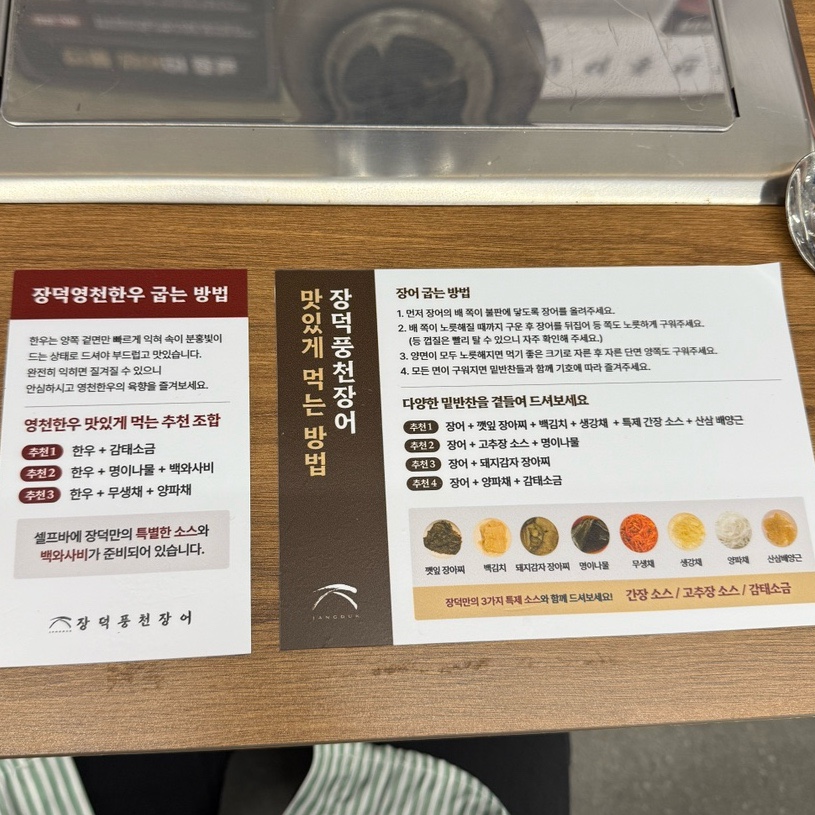 장덕영천한우 굽는 방법
한우는 양쪽 겉면만 빠르게 익혀 속이 분홍빛이
드는 상태로 드셔야 부드럽고 맛있습니다.
완전히 익히면 질겨질 수 있으니
안심하시고 영천한우의 육향을 즐겨보세요.
영천한우 맛있게 먹는 추천 조합
추천1 한우 + 감태소금
추천2 한우 + 명이나물 + 백와사비
추천3 한우 + 무생채 + 양파채
셀프바에 장덕만의 특별한 소스와
백와사비가 준비되어 있습니다.
장덕풍천장어
장덕풍천장어
맛있게 먹는 방법
JANGDUK
장어 굽는 방법
1. 먼저 장어의 배 쪽이 불판에 닿도록 장어를 올려주세요.
2. 배 쪽이 노릇해질 때까지 구운 후 장어를 뒤집어 등 쪽도 노릇하게 구워주세요.
(등 껍질은 빨리 탈 수 있으니 자주 확인해 주세요.)
3. 양면이 모두 노릇해지면 먹기 좋은 크기로 자른 후 자른 단면 양쪽도 구워주세요.
4. 모든 면이 구워지면 밑반찬들과 함께 기호에 따라 즐겨주세요.
다양한 밑반찬을 곁들여 드셔보세요
추천1 장어 + 깻잎 장아찌 + 백김치 + 생강채 + 특제 간장 소스 + 산삼 배양근
추천2 장어 + 고추장 소스 + 명이나물
추천3 장어 + 돼지감자 장아찌
추천4 장어 + 양파채 + 감태소금
깻잎 장아찌 백김치 돼지감자 장아찌 명이나물 무생채 생강채 양파채 산삼배양근
장덕만의 3가지 특제 소스와 함께 드셔보세요! 간장 소스 / 고추장 소스 / 감태소금